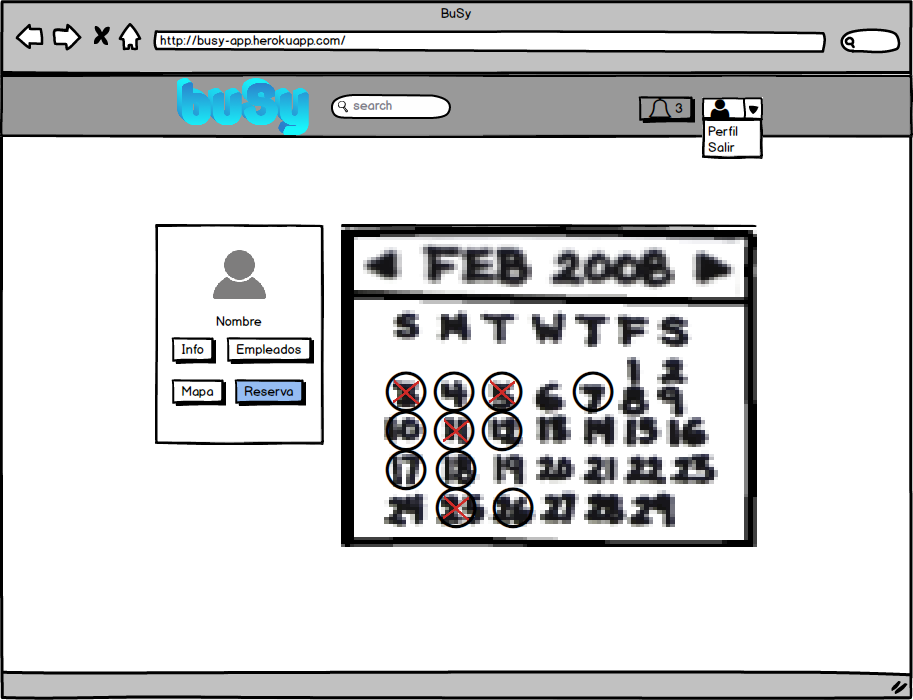 BuSy
http://busy-app.herokuapp.com/
buSy
search
3
Perfil
Salir
Nombre
Info
Empleados
Mapa
Reserva
FEB 2008
S M T W T F S
1 2
3 4 5 6 7 8 9
10 11 12 13 14 15 16
17 18 19 20 21 22 23
24 25 26 27 28 29